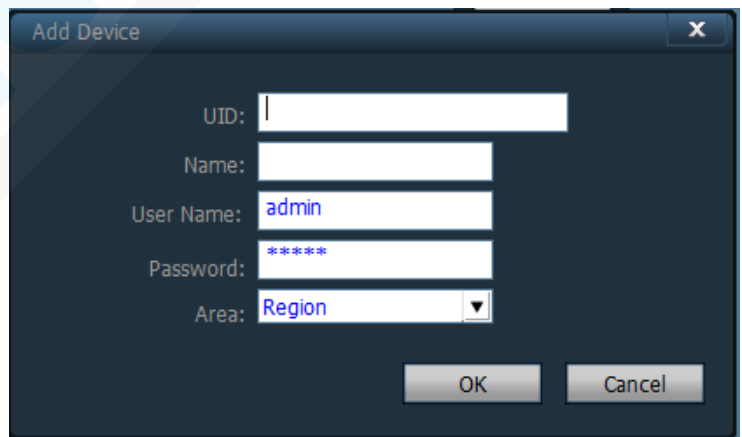 Add Device x
UID:
Name:
User Name: admin
Password: *****
Area: Region
OK Cancel